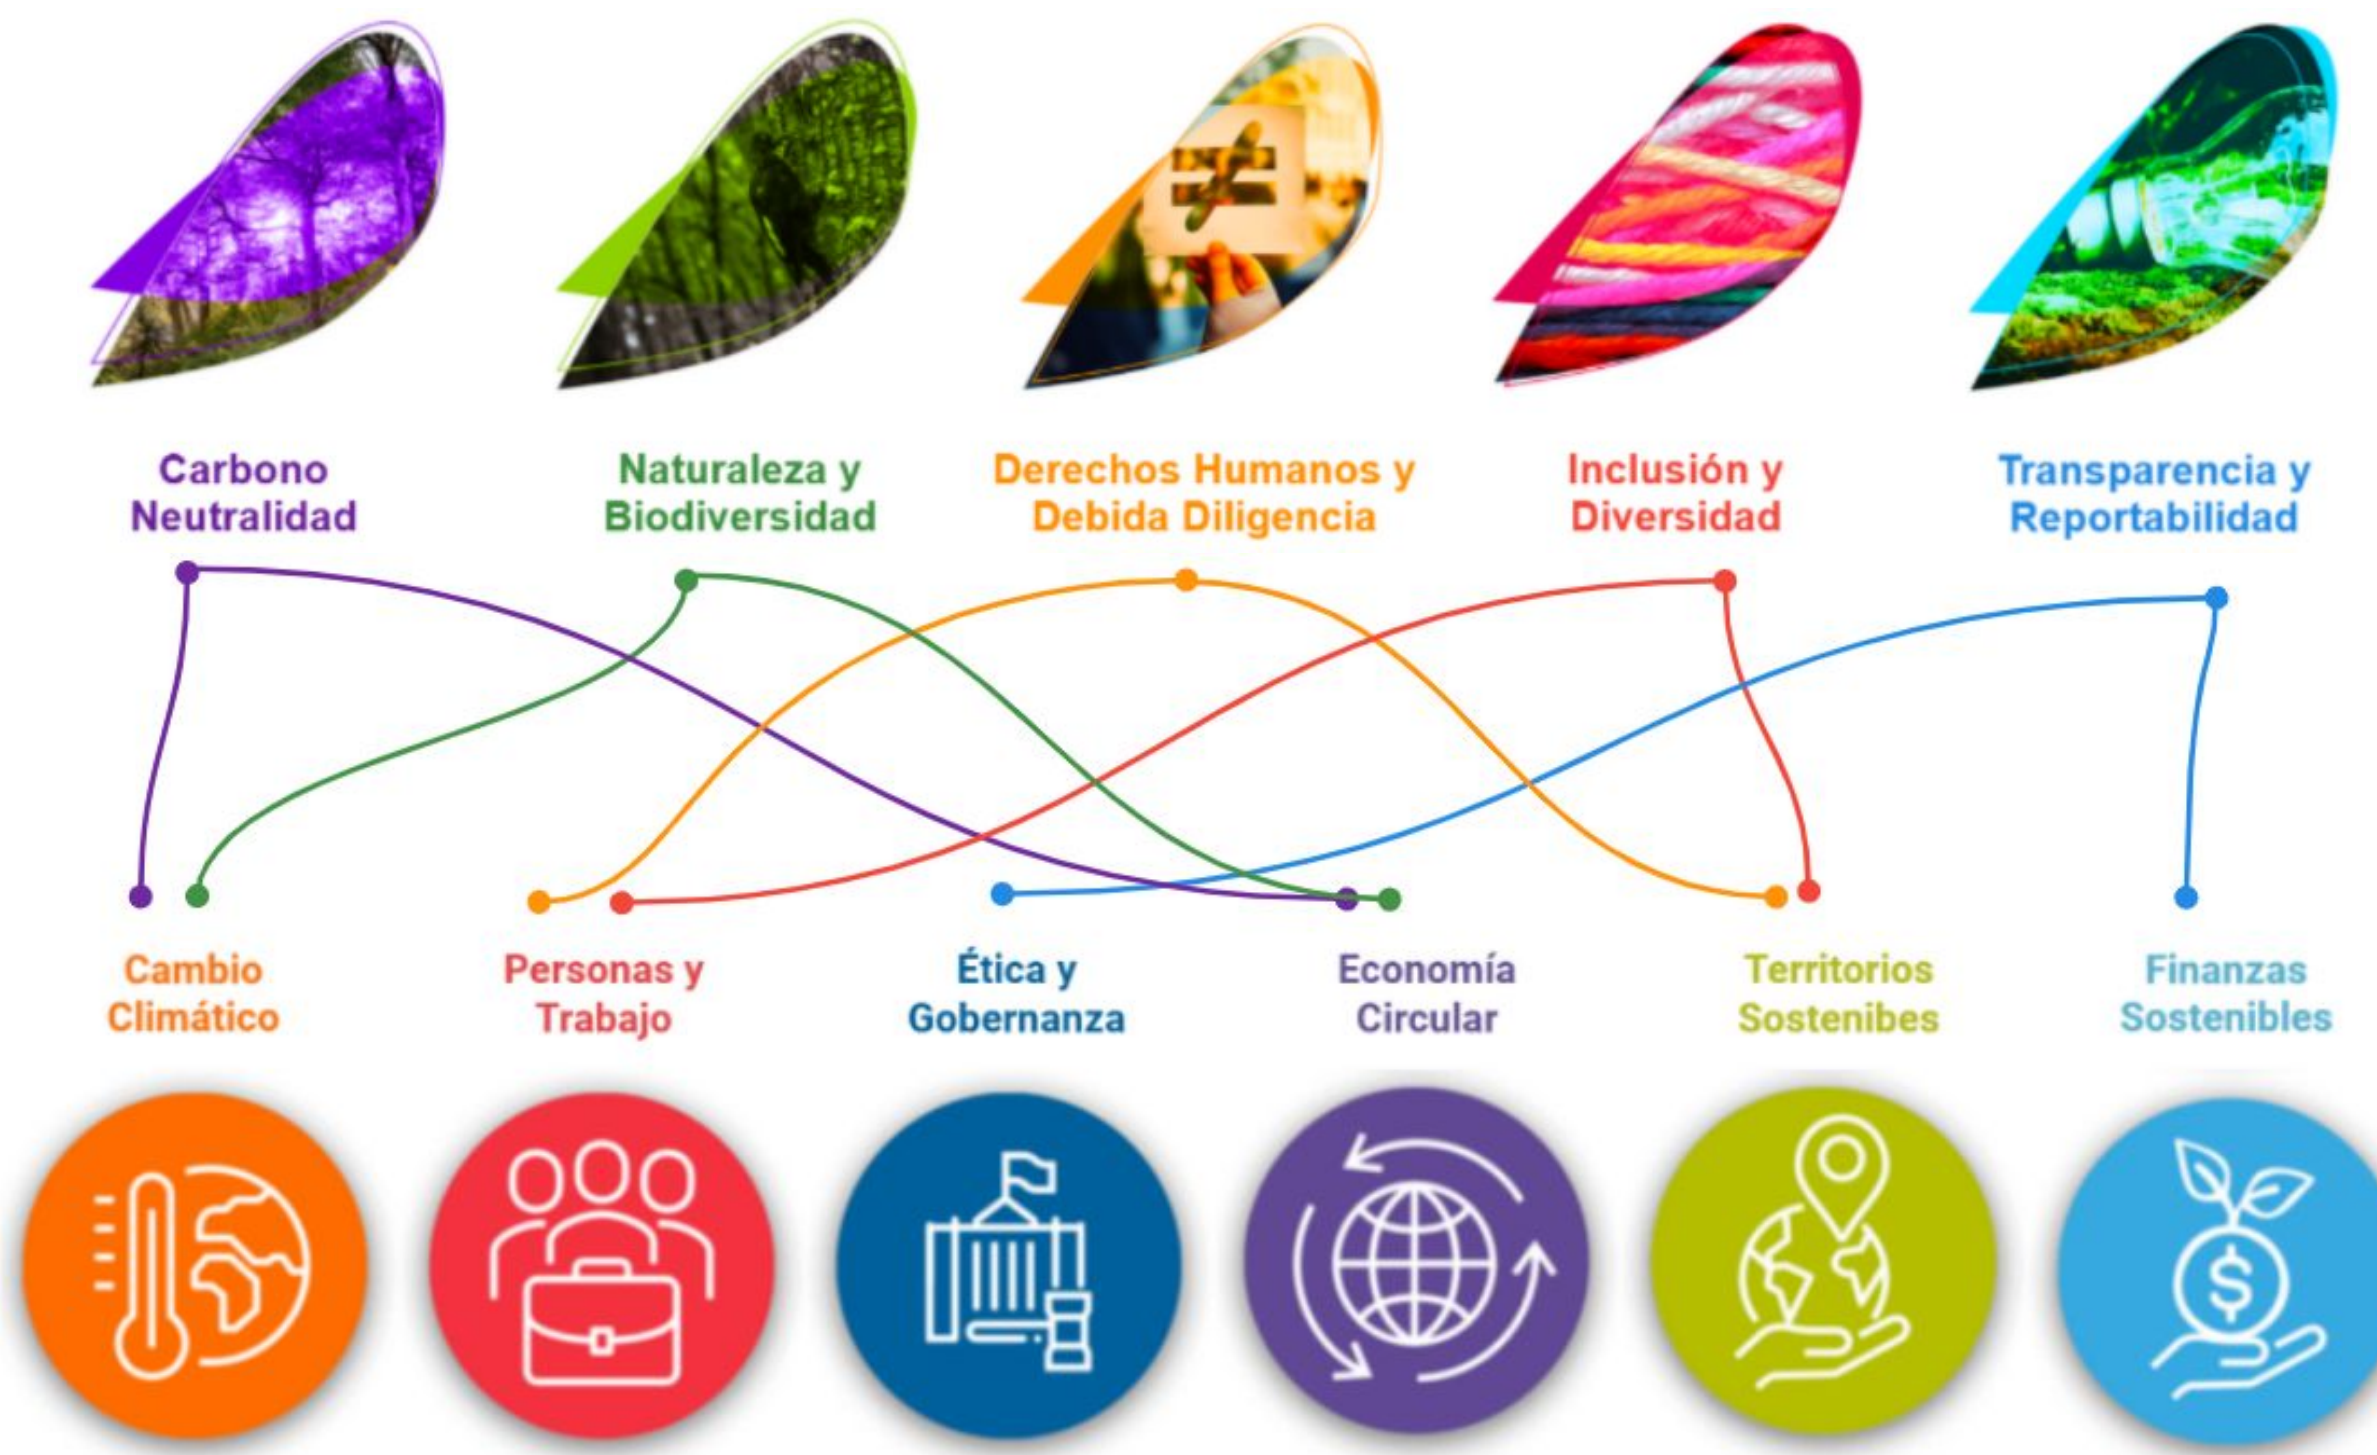 Carbono
Neutralidad
Naturaleza y
Biodiversidad
Derechos Humanos y
Debida Diligencia
Inclusión y
Diversidad
Transparencia y
Reportabilidad
Cambio
Climático
Personas y
Trabajo
Ética y
Gobernanza
Economía
Circular
Territorios
Sostenibes
Finanzas
Sostenibles
$